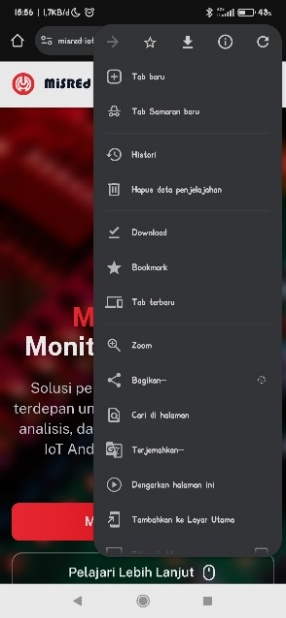 15:56 | 1,7KB/d
43%
misred-iot
MISRED
Tab baru
Tab Samaran baru
Histori
Hapus data penjelajahan
Download
Bookmark
Tab terbaru
Zoom
Bagikan…
Cari di halaman
Terjemahkan…
Dengarkan halaman ini
Tambahkan ke Layar Utama
M
Monit
Solusi pe
terdepan un
analisis, da
IoT And
M
Pelajari Lebih Lanjut